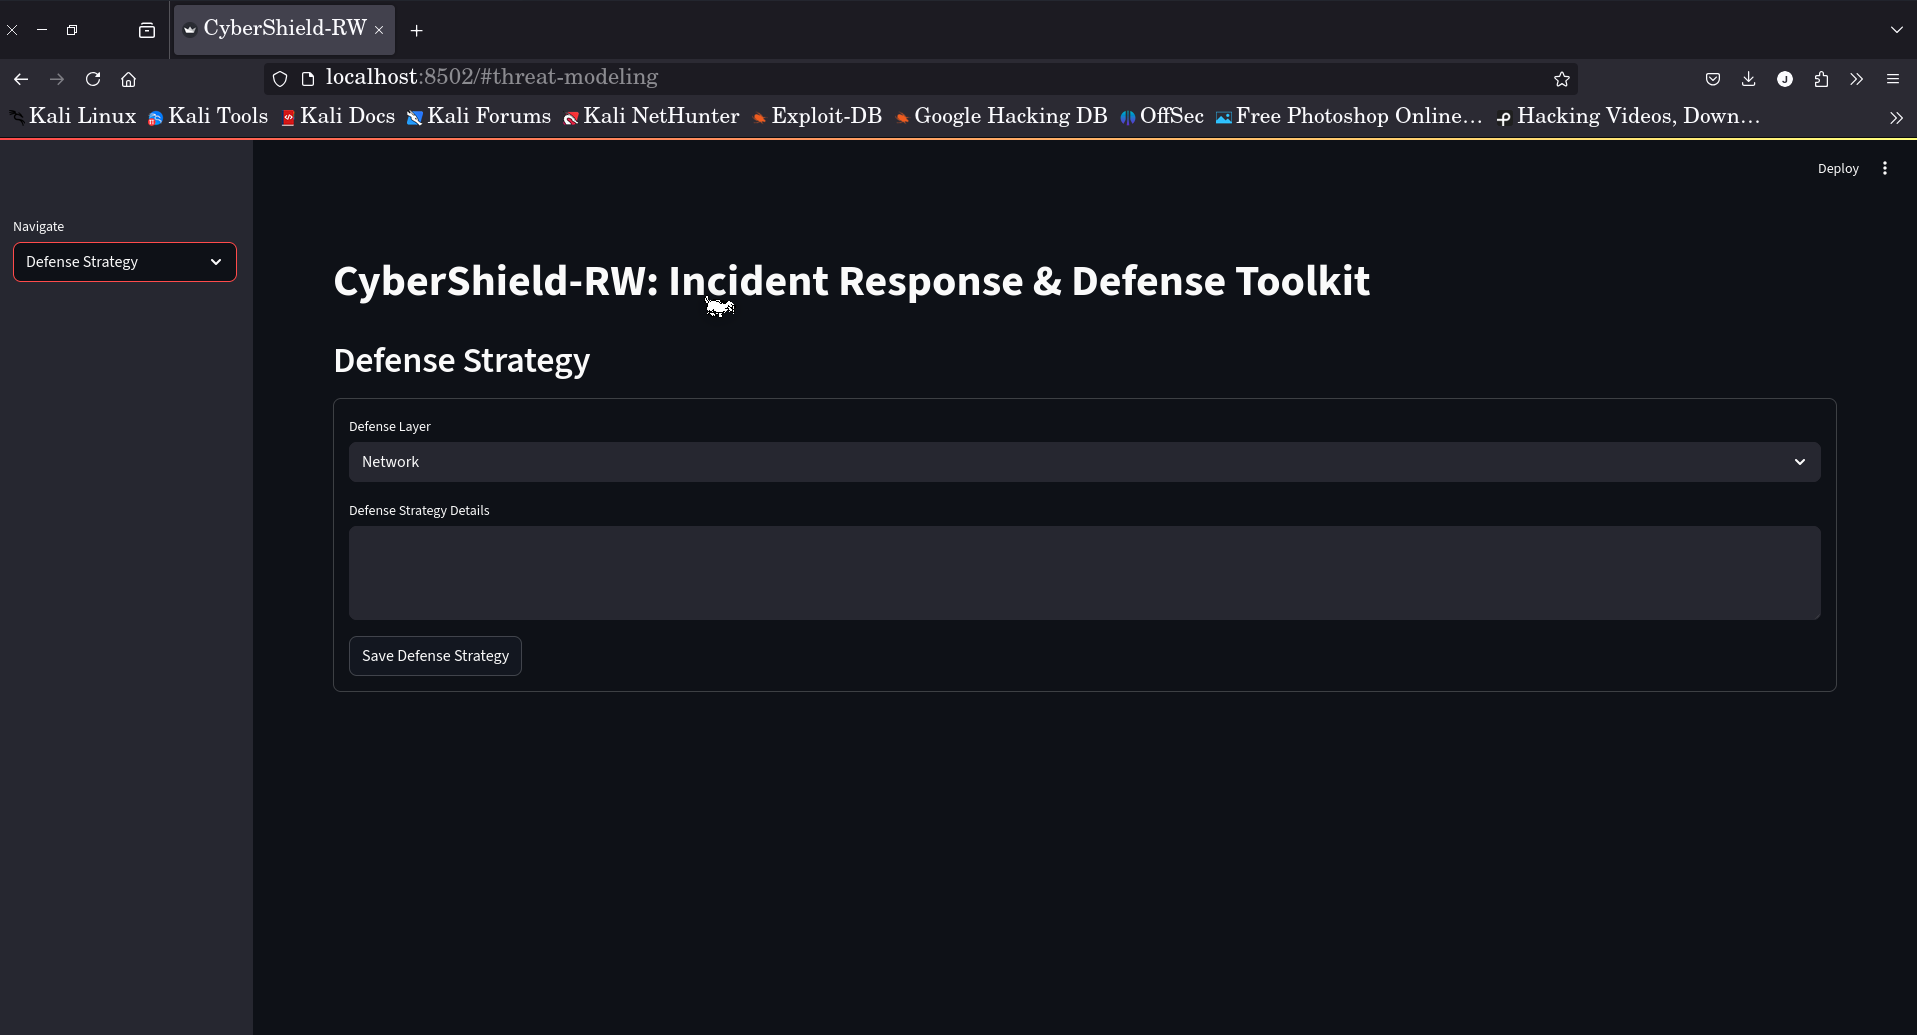 CyberShield-RW
localhost:8502/#threat-modeling
Kali Linux Kali Tools Kali Docs Kali Forums Kali NetHunter Exploit-DB Google Hacking DB OffSec Free Photoshop Online… Hacking Videos, Down…
Deploy
Navigate
Defense Strategy
CyberShield-RW: Incident Response & Defense Toolkit
Defense Strategy
Defense Layer
Network
Defense Strategy Details
Save Defense Strategy